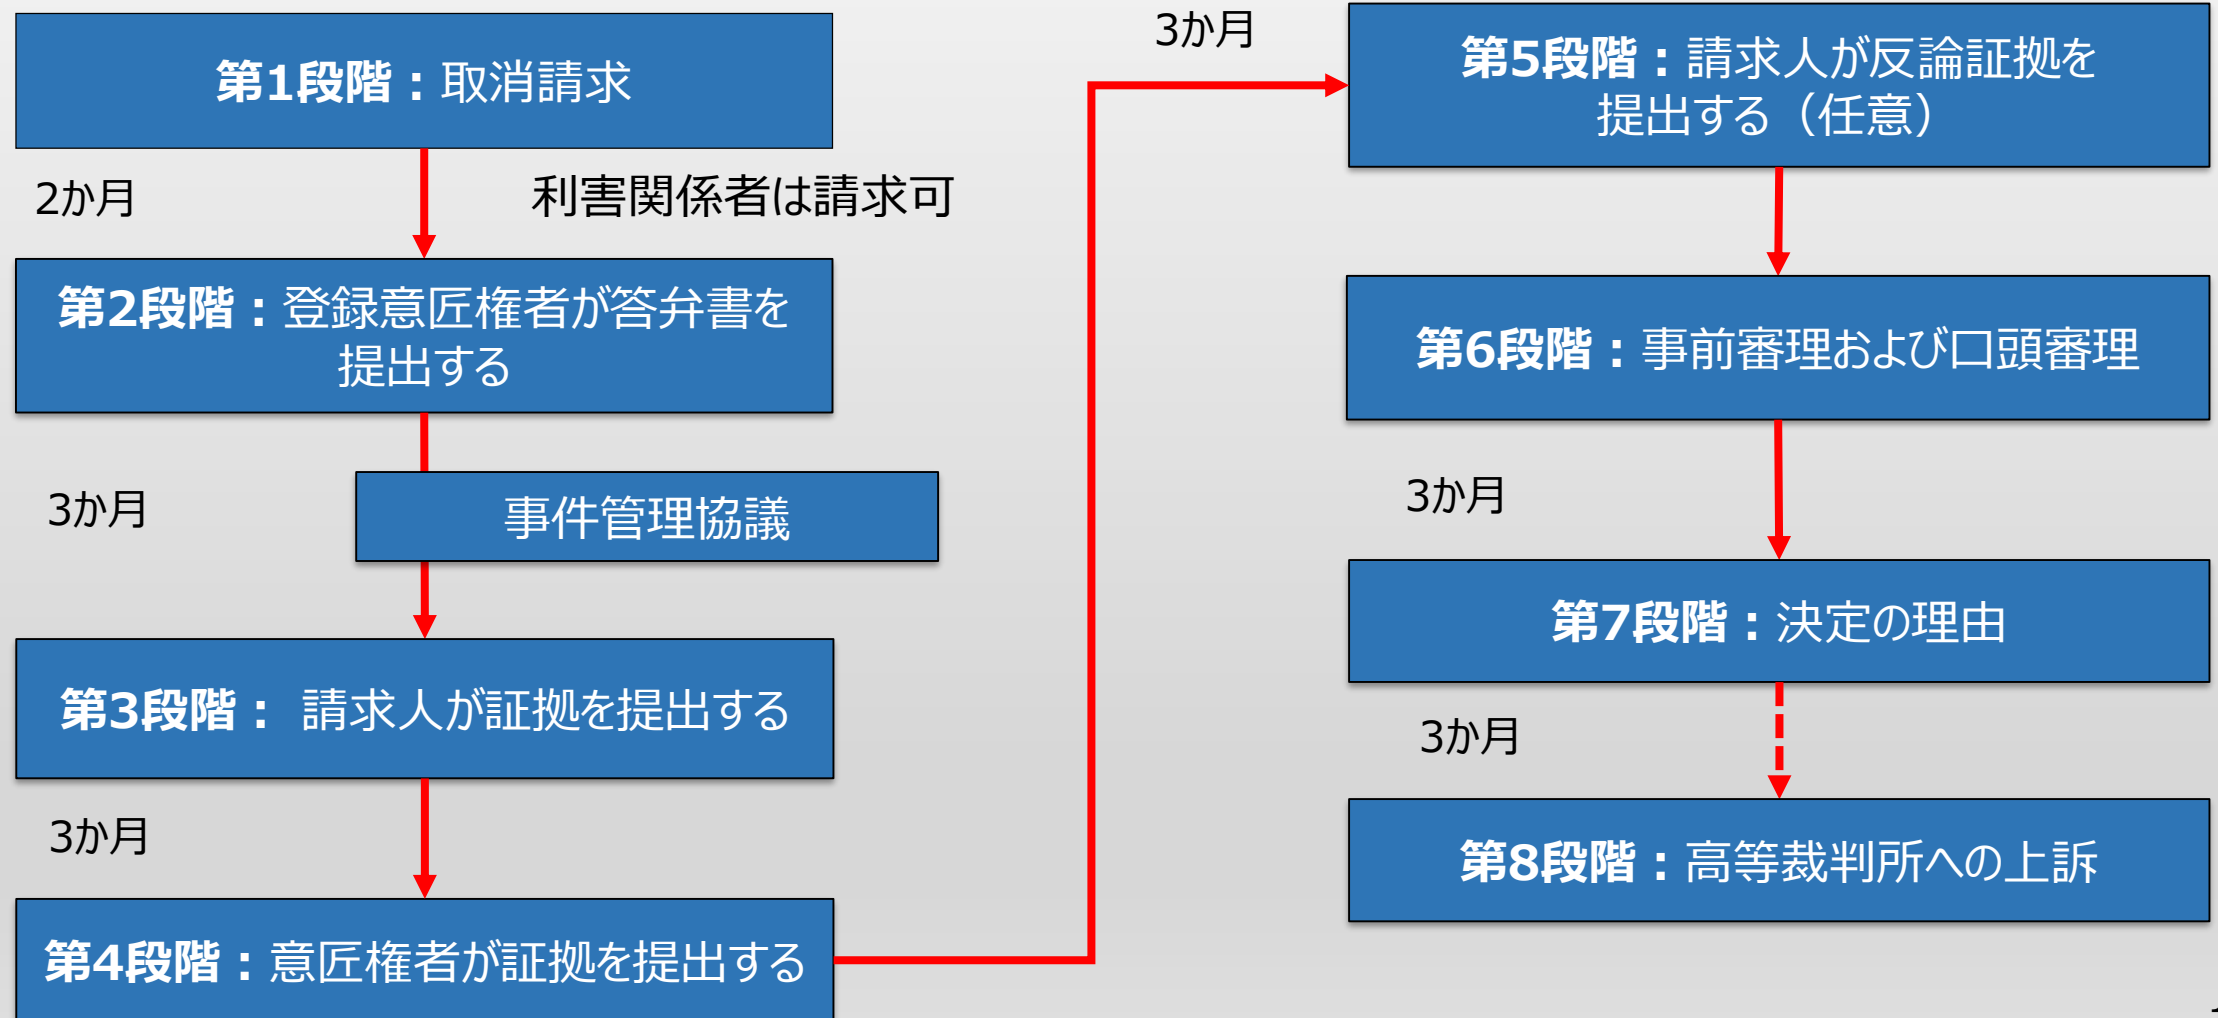 第1段階：取消請求
2か月
利害関係者は請求可
第2段階：登録意匠権者が答弁書を
提出する
3か月
事件管理協議
第3段階： 請求人が証拠を提出する
3か月
第4段階：意匠権者が証拠を提出する
3か月
第5段階：請求人が反論証拠を
提出する（任意）
第6段階：事前審理および口頭審理
3か月
第7段階：決定の理由
3か月
第8段階：高等裁判所への上訴